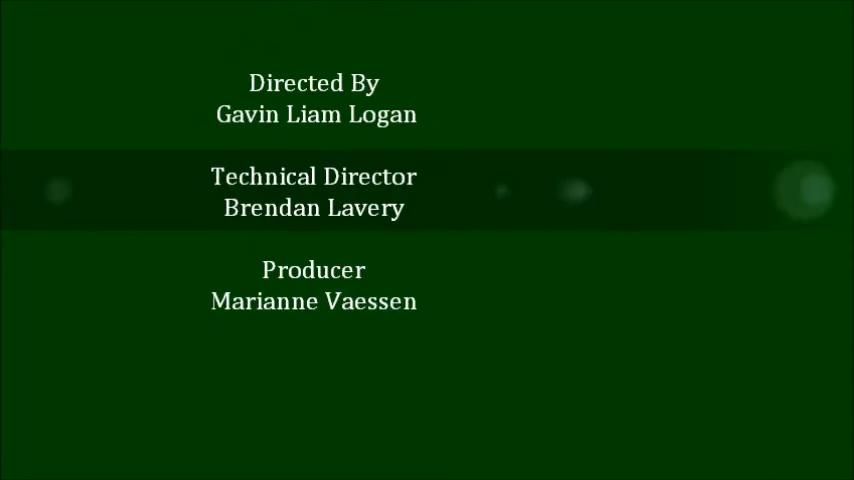 Directed By
Gavin Liam Logan
Technical Director
Brendan Lavery
Producer
Marianne Vaessen